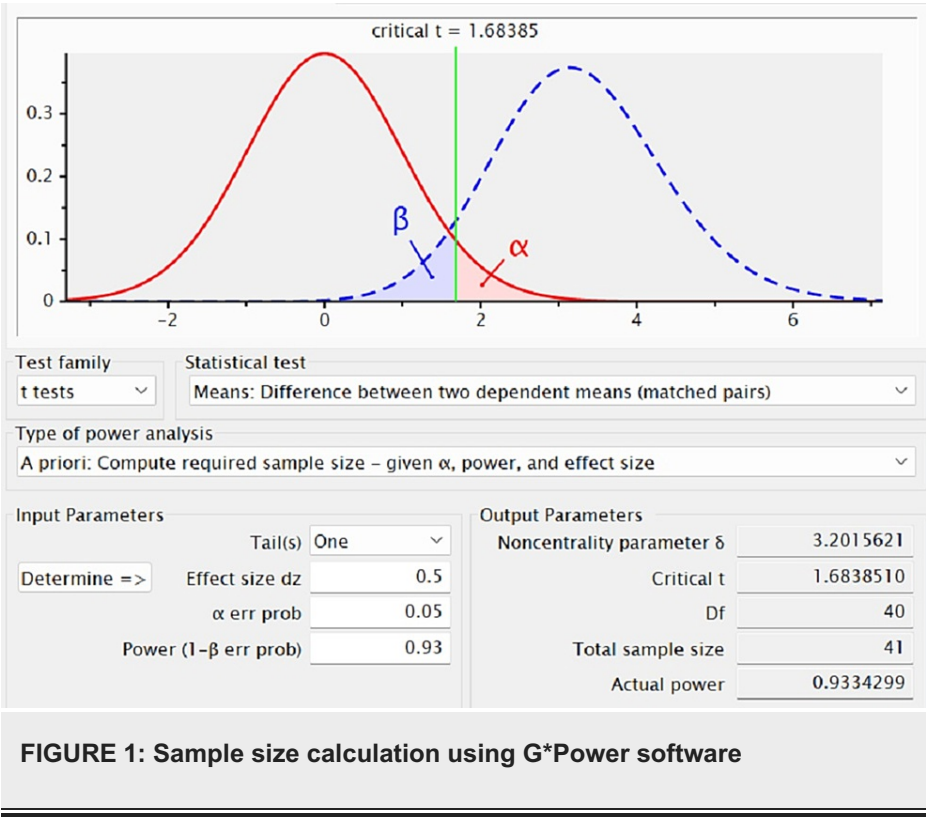 critical t = 1.68385
0.3
0.2
0.1
0
β
α
-2 0 2 4 6
Test family Statistical test
t tests Means: Difference between two dependent means (matched pairs)
Type of power analysis
A priori: Compute required sample size – given α, power, and effect size
Input Parameters Output Parameters
Tail(s) One Noncentrality parameter δ 3.2015621
Determine => Effect size dz 0.5 Critical t 1.6838510
α err prob 0.05 Df 40
Power (1-β err prob) 0.93 Total sample size 41
Actual power 0.9334299
FIGURE 1: Sample size calculation using G*Power software